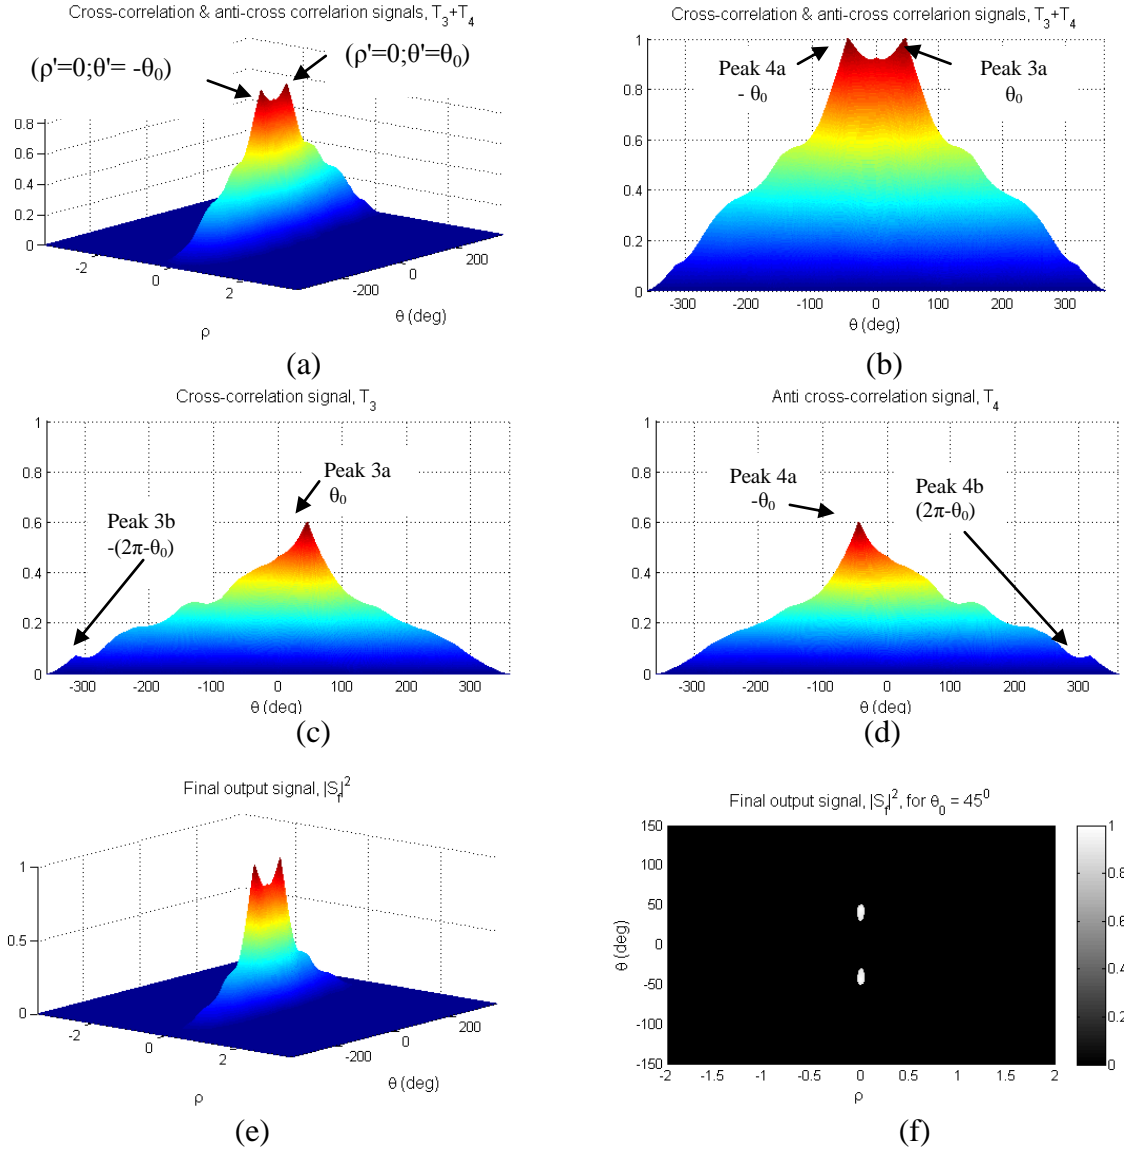 Cross-correlation & anti-cross correlarion signals, T3+T4
(ρ'=0;θ'= -θ0)
(ρ'=0;θ'=θ0)
0.8
0.6
0.4
0.2
0
-2
0
2
ρ
-200
0
200
θ (deg)
(a)
Cross-correlation & anti-cross correlarion signals, T3+T4
Peak 4a
- θ0
Peak 3a
θ0
1
0.8
0.6
0.4
0.2
0
-300 -200 -100 0 100 200 300
θ (deg)
(b)
Cross-correlation signal, T3
Peak 3a
θ0
Peak 3b
-(2π-θ0)
1
0.8
0.6
0.4
0.2
0
-300 -200 -100 0 100 200 300
θ (deg)
(c)
Anti cross-correlation signal, T4
Peak 4a
-θ0
Peak 4b
(2π-θ0)
1
0.8
0.6
0.4
0.2
0
-300 -200 -100 0 100 200 300
θ (deg)
(d)
Final output signal, |Sf|²
1
0.5
0
-2
0
2
ρ
-200
0
200
θ (deg)
(e)
Final output signal, |Sf|², for θ0 = 45⁰
150
100
50
0
-50
-100
-150
θ (deg)
-2 -1.5 -1 -0.5 0 0.5 1 1.5 2
ρ
1
0.8
0.6
0.4
0.2
0
(f)